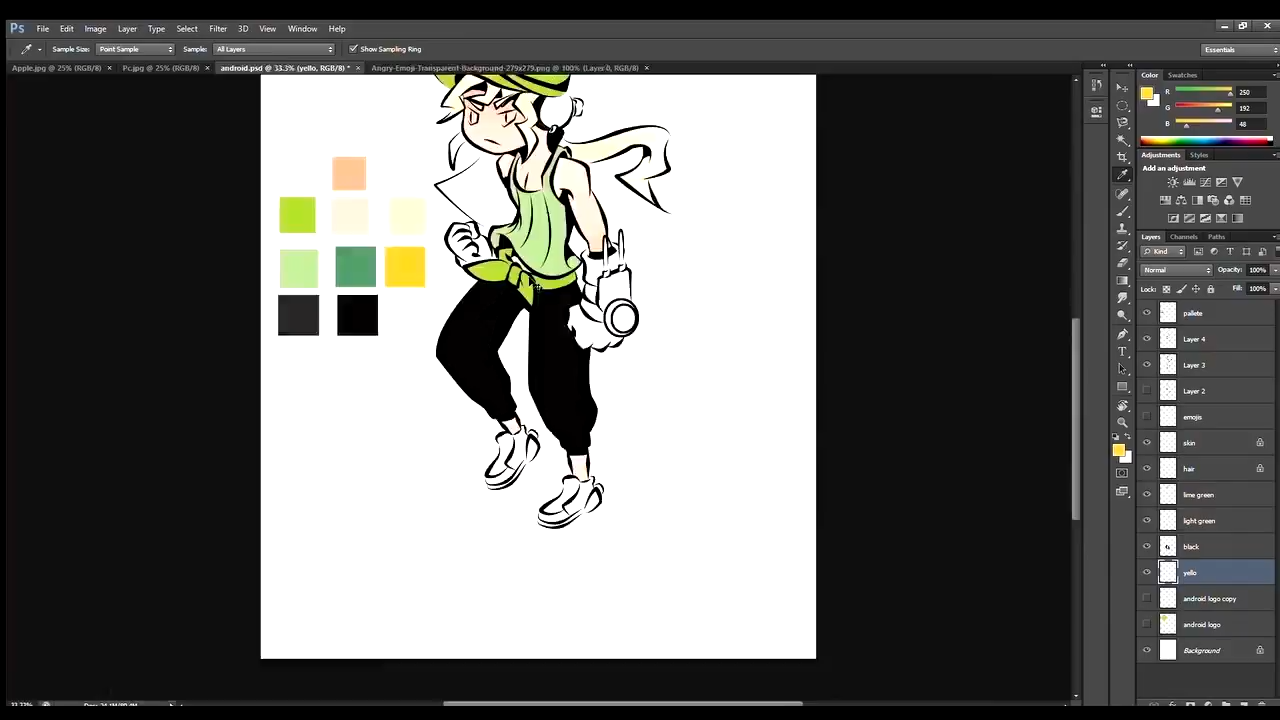 Ps File Edit Image Layer Type Select Filter 3D View Window Help
Sample Size: Point Sample Sample: All Layers Show Sampling Ring Essentials
Apple.jpg @ 25% (RGB/8) × Pc.jpg @ 25% (RGB/8) × android.psd @ 33.3% (yello, RGB/8) * × Angry-Emoji-Transparent-Background-279x279.png @ 100% (Layer 0, RGB/8) ×
Color Swatches
R 250
G 192
B 48
Adjustments Styles
Add an adjustment
Layers Channels Paths
Kind
Normal Opacity: 100%
Lock: Fill: 100%
pallete
Layer 4
Layer 3
Layer 2
emojis
skin
hair
lime green
light green
black
yello
android logo copy
android logo
Background